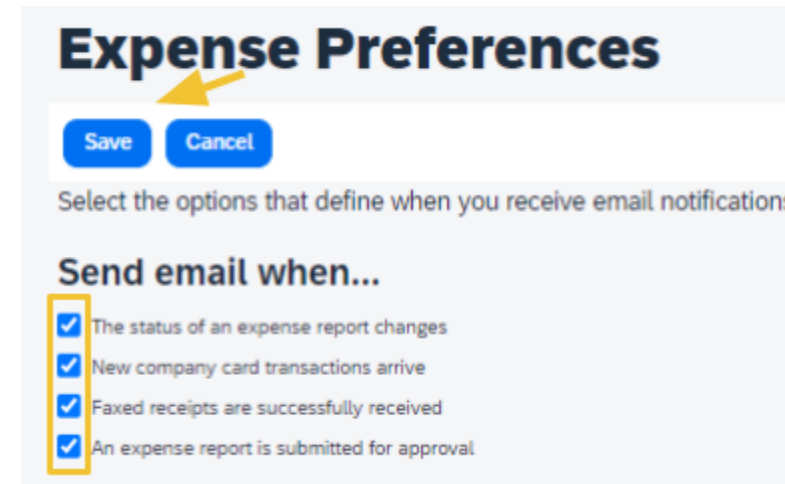 Expense Preferences
Save Cancel
Select the options that define when you receive email notifications
Send email when...
The status of an expense report changes
New company card transactions arrive
Faxed receipts are successfully received
An expense report is submitted for approval